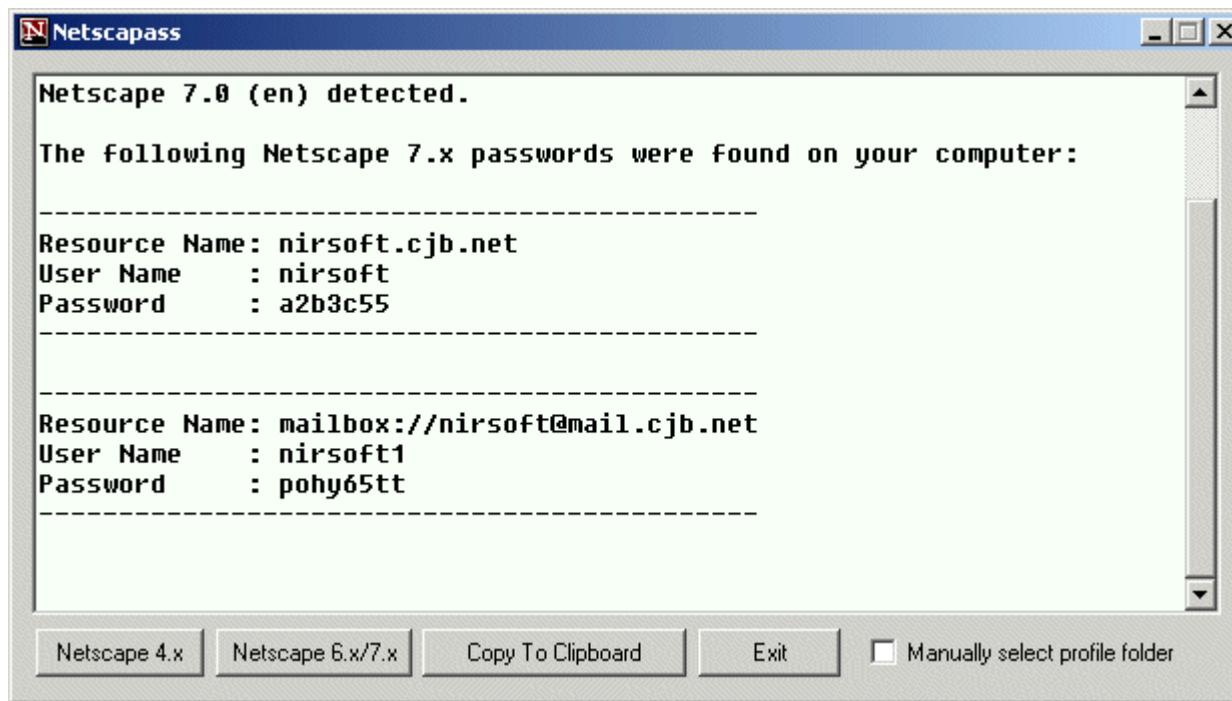 Netscapass
Netscape 7.0 (en) detected.
The following Netscape 7.x passwords were found on your computer:
---------------------------------------------
Resource Name: nirsoft.cjb.net
User Name    : nirsoft
Password     : a2b3c55
---------------------------------------------
---------------------------------------------
Resource Name: mailbox://nirsoft@mail.cjb.net
User Name    : nirsoft1
Password     : pohy65tt
---------------------------------------------
Netscape 4.x Netscape 6.x/7.x Copy To Clipboard Exit Manually select profile folder